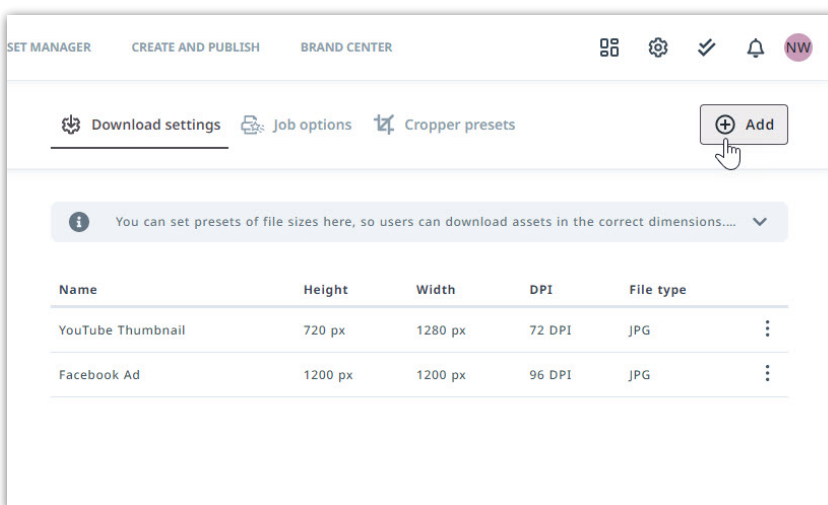 SET MANAGER CREATE AND PUBLISH BRAND CENTER NW
Download settings Job options Cropper presets Add
You can set presets of file sizes here, so users can download assets in the correct dimensions....
Name Height Width DPI File type
YouTube Thumbnail 720 px 1280 px 72 DPI JPG
Facebook Ad 1200 px 1200 px 96 DPI JPG